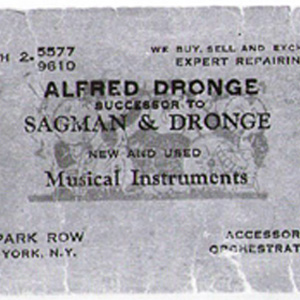 H 2-5577
9610
WE BUY, SELL AND EXC
EXPERT REPAIRIN
ALFRED DRONGE
SUCCESSOR TO
SAGMAN & DRONGE
NEW AND USED
Musical Instruments
PARK ROW
YORK, N.Y.
ACCESSOR
ORCHESTRAT